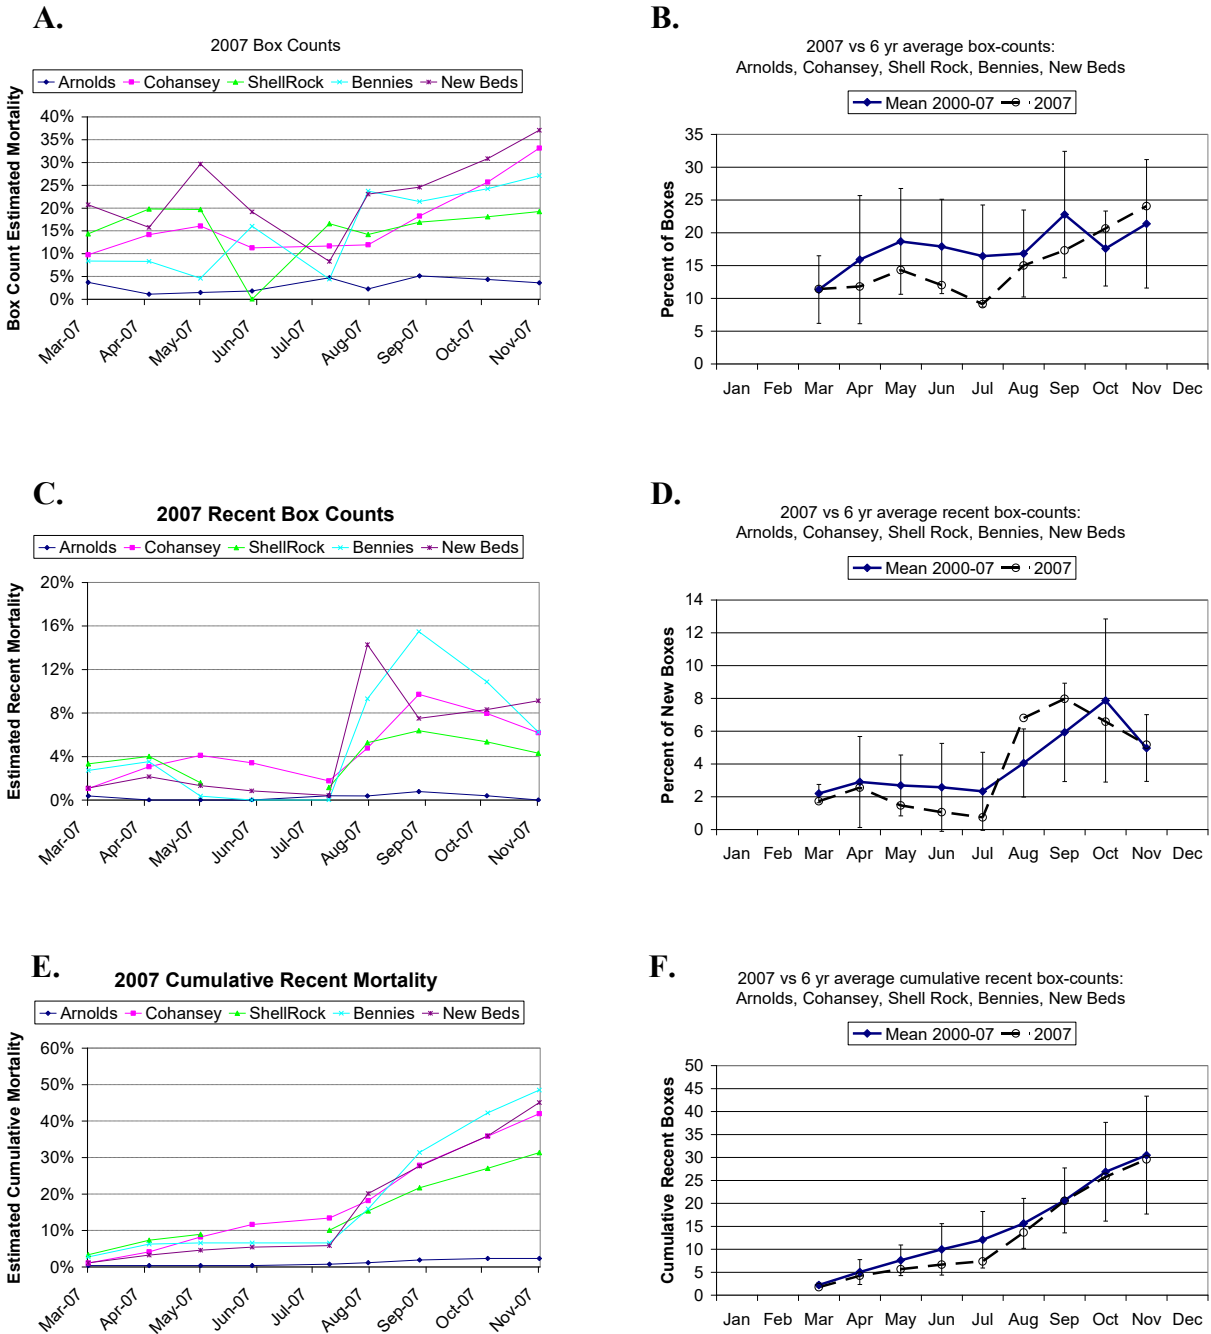 A.
2007 Box Counts
Arnolds Cohansey ShellRock Bennies New Beds
Box Count Estimated Mortality
40%
35%
30%
25%
20%
15%
10%
5%
0%
Mar-07 Apr-07 May-07 Jun-07 Jul-07 Aug-07 Sep-07 Oct-07 Nov-07
B.
2007 vs 6 yr average box-counts:
Arnolds, Cohansey, Shell Rock, Bennies, New Beds
Mean 2000-07 2007
Percent of Boxes
35
30
25
20
15
10
5
0
Jan Feb Mar Apr May Jun Jul Aug Sep Oct Nov Dec
C.
2007 Recent Box Counts
Arnolds Cohansey ShellRock Bennies New Beds
Estimated Recent Mortality
20%
16%
12%
8%
4%
0%
Mar-07 Apr-07 May-07 Jun-07 Jul-07 Aug-07 Sep-07 Oct-07 Nov-07
D.
2007 vs 6 yr average recent box-counts:
Arnolds, Cohansey, Shell Rock, Bennies, New Beds
Mean 2000-07 2007
Percent of New Boxes
14
12
10
8
6
4
2
0
Jan Feb Mar Apr May Jun Jul Aug Sep Oct Nov Dec
E.
2007 Cumulative Recent Mortality
Arnolds Cohansey ShellRock Bennies New Beds
Estimated Cumulative Mortality
60%
50%
40%
30%
20%
10%
0%
Mar-07 Apr-07 May-07 Jun-07 Jul-07 Aug-07 Sep-07 Oct-07 Nov-07
F.
2007 vs 6 yr average cumulative recent box-counts:
Arnolds, Cohansey, Shell Rock, Bennies, New Beds
Mean 2000-07 2007
Cumulative Recent Boxes
50
45
40
35
30
25
20
15
10
5
0
Jan Feb Mar Apr May Jun Jul Aug Sep Oct Nov Dec